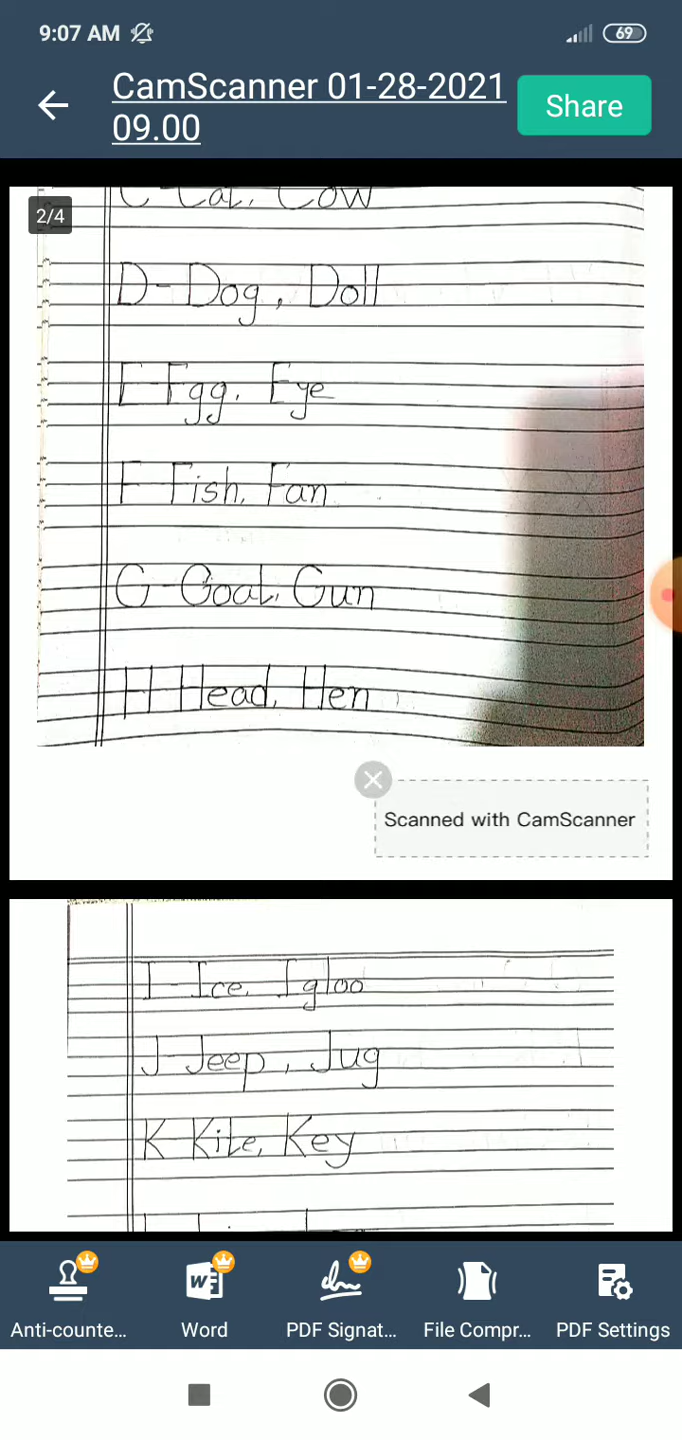 9:07 AM
69
CamScanner 01-28-2021
09.00
Share
2/4
C-Cat, Cow
D-Dog, Doll
E-Egg, Eye
F Fish, Fan
G-Goat, Gun
H Head, Hen
Scanned with CamScanner
I-Ice, Igloo
J-Jeep, Jug
K-Kite, Key
Anti-counte... Word PDF Signat... File Compr... PDF Settings